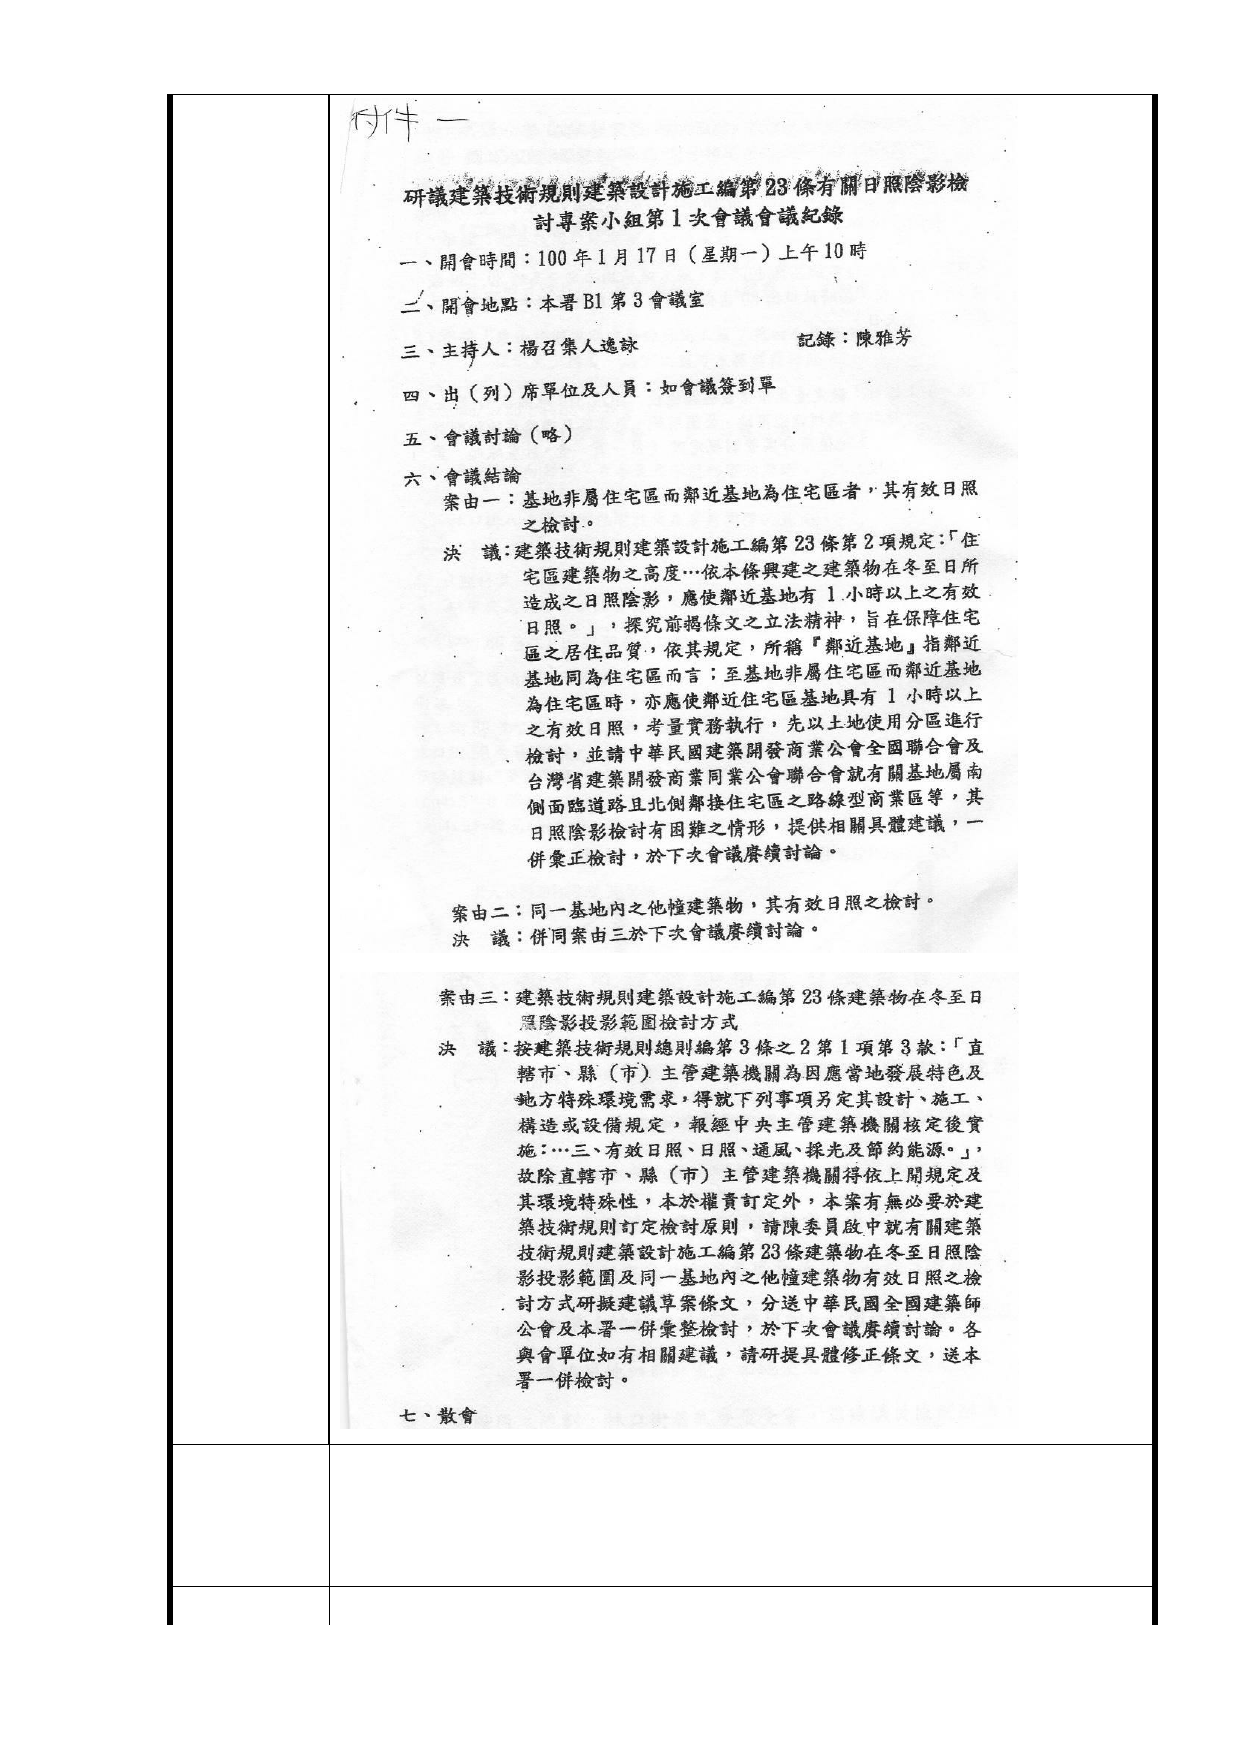 附件一
研議建築技術規則建築設計施工編第23條有關日照陰影檢
討專案小組第1次會議會議紀錄
一、開會時間：100年1月17日（星期一）上午10時
二、開會地點：本署B1第3會議室
三、主持人：楊召集人逸詠　　　　記錄：陳雅芳
四、出（列）席單位及人員：如會議簽到單
五、會議討論（略）
六、會議結論
案由一：基地非屬住宅區而鄰近基地為住宅區者，其有效日照
之檢討。
決　議：建築技術規則建築設計施工編第23條第2項規定：「住
宅區建築物之高度…依本條興建之建築物在冬至日所
造成之日照陰影，應使鄰近基地有1小時以上之有效
日照。」，探究前揭條文之立法精神，旨在保障住宅
區之居住品質，依其規定，所稱『鄰近基地』指鄰近
基地同為住宅區而言；至基地非屬住宅區而鄰近基地
為住宅區時，亦應使鄰近住宅區基地具有1小時以上
之有效日照，考量實務執行，先以土地使用分區進行
檢討，並請中華民國建築開發商業公會全國聯合會及
台灣省建築開發商業同業公會聯合會就有關基地屬南
側面臨道路且北側鄰接住宅區之路線型商業區等，其
日照陰影檢討有困難之情形，提供相關具體建議，一
併彙正檢討，於下次會議賡續討論。
案由二：同一基地內之他幢建築物，其有效日照之檢討。
決　議：併同案由三於下次會議賡續討論。
案由三：建築技術規則建築設計施工編第23條建築物在冬至日
照陰影投影範圍檢討方式
決　議：按建築技術規則總則編第3條之2第1項第3款：「直
轄市、縣（市）主管建築機關為因應當地發展特色及
地方特殊環境需求，得就下列事項另定其設計、施工、
構造或設備規定，報經中央主管建築機關核定後實
施：…三、有效日照、日照、通風、採光及節約能源。」，
故除直轄市、縣（市）主管建築機關得依上開規定及
其環境特殊性，本於權責訂定外，本案有無必要於建
築技術規則訂定檢討原則，請陳委員啟中就有關建築
技術規則建築設計施工編第23條建築物在冬至日照陰
影投影範圍及同一基地內之他幢建築物有效日照之檢
討方式研擬建議草案條文，分送中華民國全國建築師
公會及本署一併彙整檢討，於下次會議賡續討論。各
與會單位如有相關建議，請研提具體修正條文，送本
署一併檢討。
七、散會